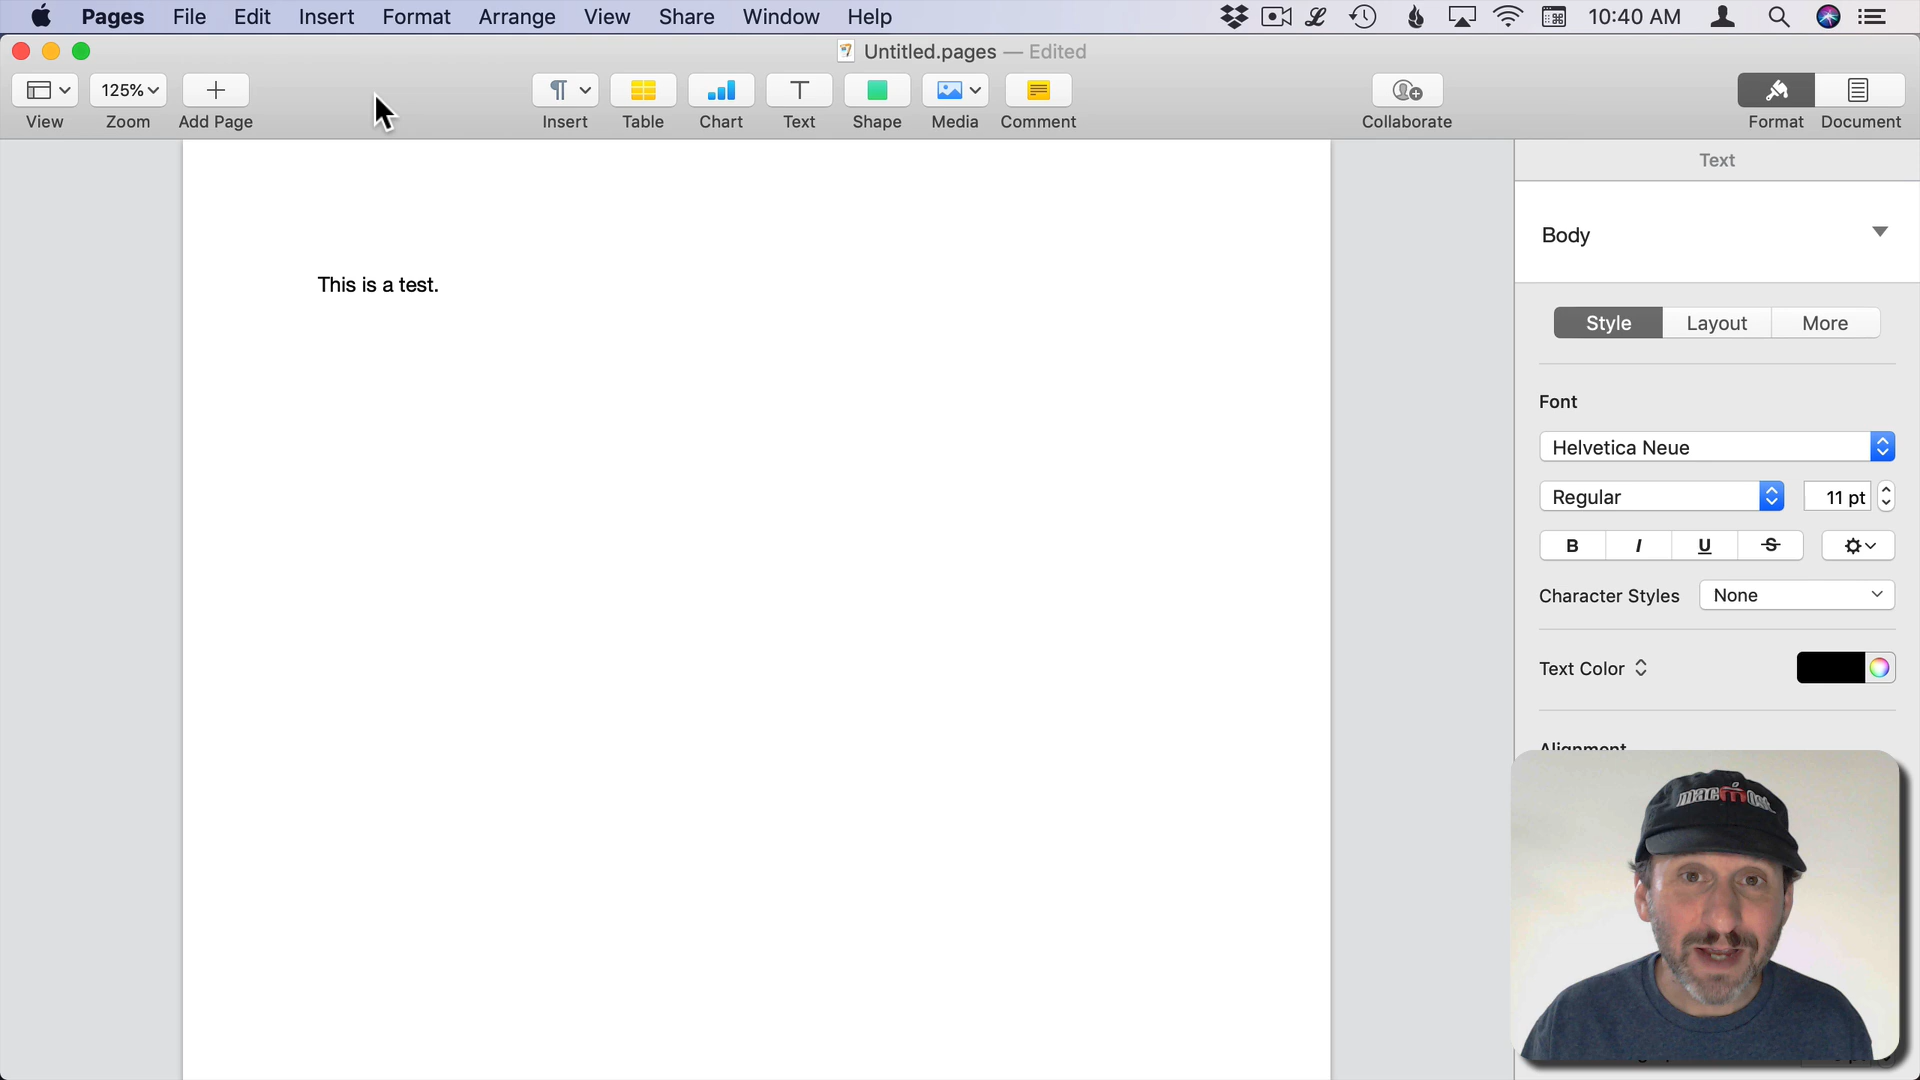 Pages File Edit Insert Format Arrange View Share Window Help 10:40 AM
Untitled.pages — Edited
125%
View Zoom Add Page Insert Table Chart Text Shape Media Comment Collaborate Format Document
Text
This is a test.
Body
Style Layout More
Font
Helvetica Neue
Regular 11 pt
B I U S
Character Styles None
Text Color
Alignment
macmost